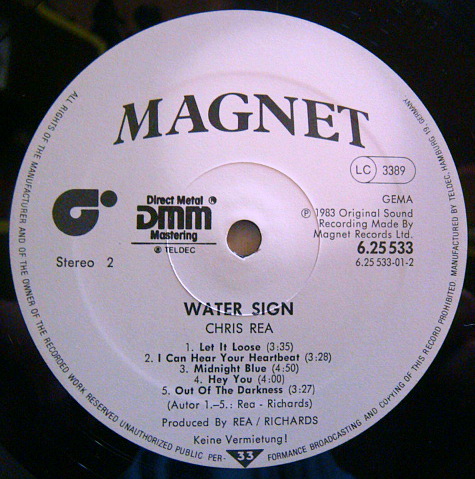 MAGNET
LC 3389
GEMA
℗ 1983 Original Sound
Recording Made By
Magnet Records Ltd.
6.25 533
6.25 533-01-2
Direct Metal
DMM
Mastering
® TELDEC
Stereo 2
WATER SIGN
CHRIS REA
1. Let It Loose (3:35)
2. I Can Hear Your Heartbeat (3:28)
3. Midnight Blue (4:50)
4. Hey You (4:00)
5. Out Of The Darkness (3:27)
(Autor 1.–5.: Rea - Richards)
Produced By REA / RICHARDS
Keine Vermietung!
33
ALL RIGHTS OF THE MANUFACTURER AND OF THE OWNER OF THE RECORDED WORK RESERVED UNAUTHORIZED PUBLIC PER- FORMANCE BROADCASTING AND COPYING OF THIS RECORD PROHIBITED. MANUFACTURED BY TELDEC, HAMBURG 19, GERMANY.